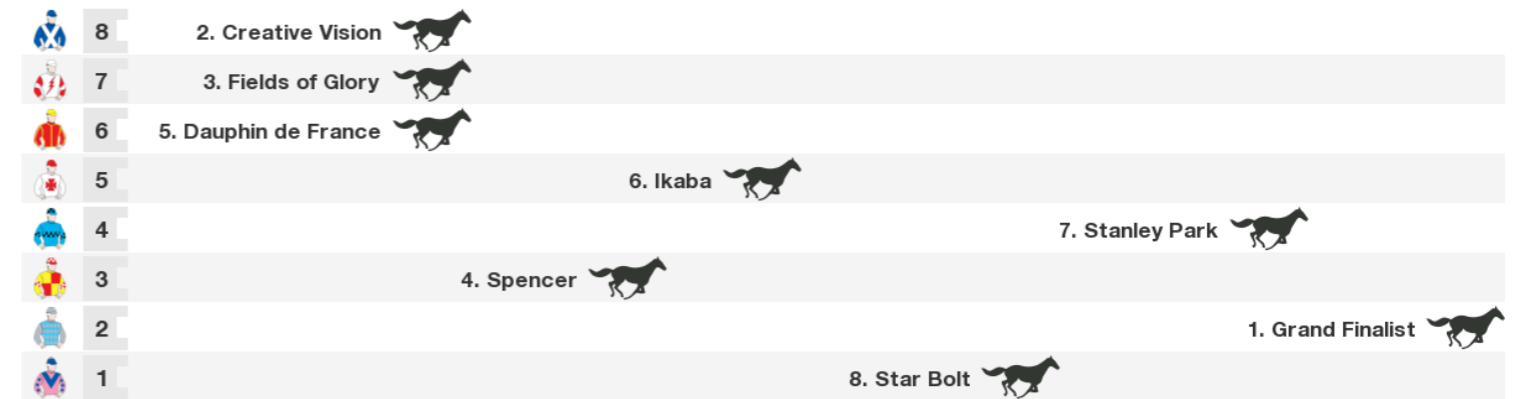 8 2. Creative Vision
7 3. Fields of Glory
6 5. Dauphin de France
5 6. Ikaba
4 7. Stanley Park
3 4. Spencer
2 1. Grand Finalist
1 8. Star Bolt